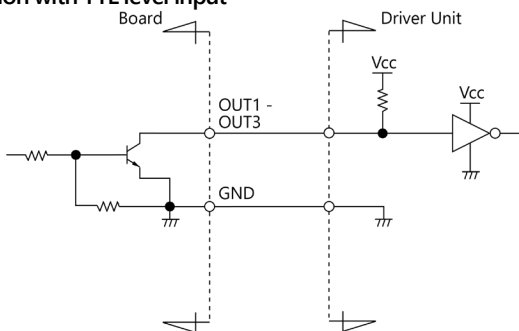 Board
Driver Unit
Vcc
Vcc
OUT1 -
OUT3
GND